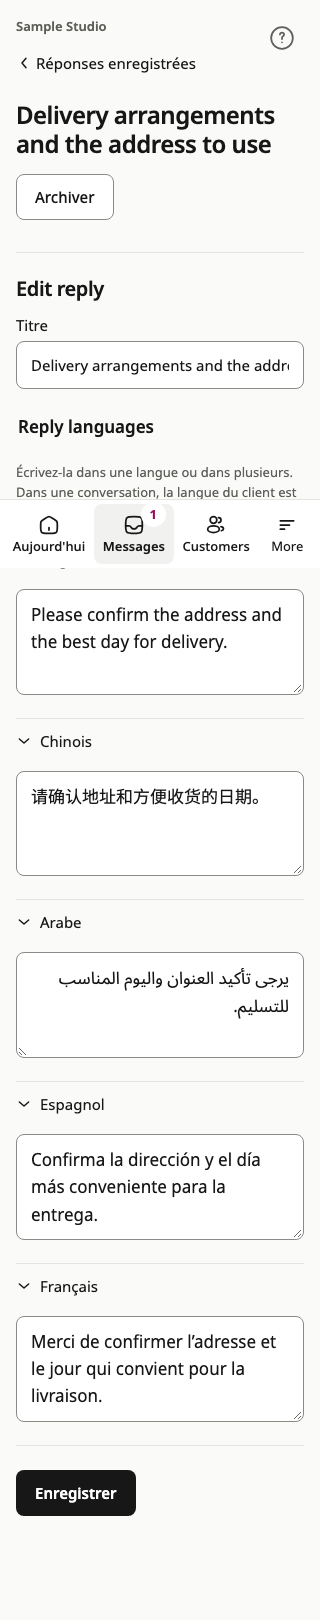 Sample Studio
Réponses enregistrées
Delivery arrangements
and the address to use
Archiver
Edit reply
Titre
Delivery arrangements and the addre
Reply languages
Écrivez-la dans une langue ou dans plusieurs.
Dans une conversation, la langue du client est
1
Aujourd'hui
Messages
Customers
More
Please confirm the address and
the best day for delivery.
Chinois
请确认地址和方便收货的日期。
Arabe
يرجى تأكيد العنوان واليوم المناسب
للتسليم.
Espagnol
Confirma la dirección y el día
más conveniente para la
entrega.
Français
Merci de confirmer l’adresse et
le jour qui convient pour la
livraison.
Enregistrer